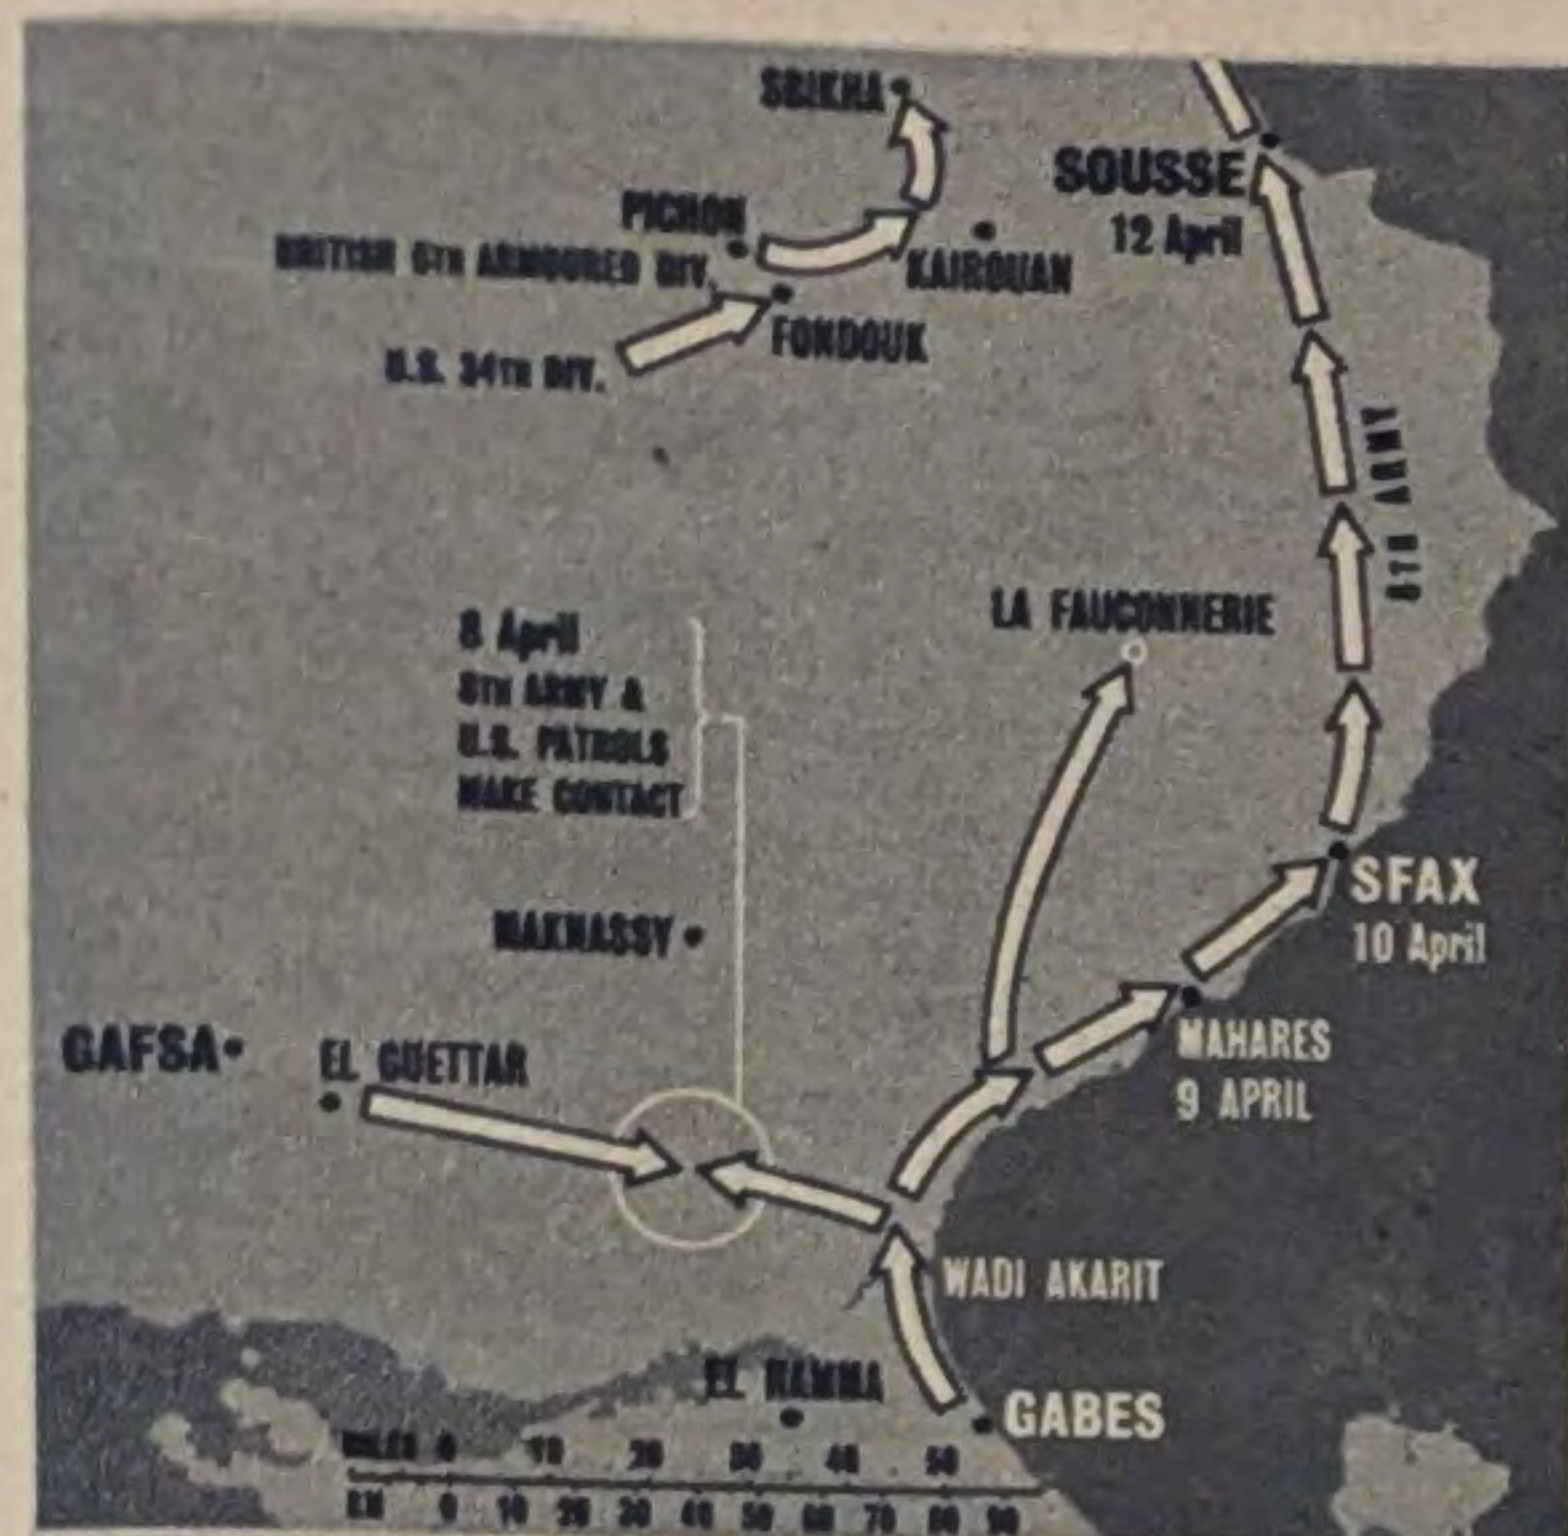 SBIKHA
SOUSSE
12 April
PICHON
BRITISH 6TH ARMOURED DIV.
KAIROUAN
FONDOUK
U.S. 34TH DIV.
8TH ARMY
LA FAUCONNERIE
8 April
8TH ARMY &
U.S. PATROLS
MAKE CONTACT
SFAX
10 April
MAKNASSY
MAHARES
9 APRIL
GAFSA
EL GUETTAR
WADI AKARIT
EL HAMMA
GABES
MILES 0 10 20 30 40 50
KM 0 10 20 30 40 50 60 70 80 90